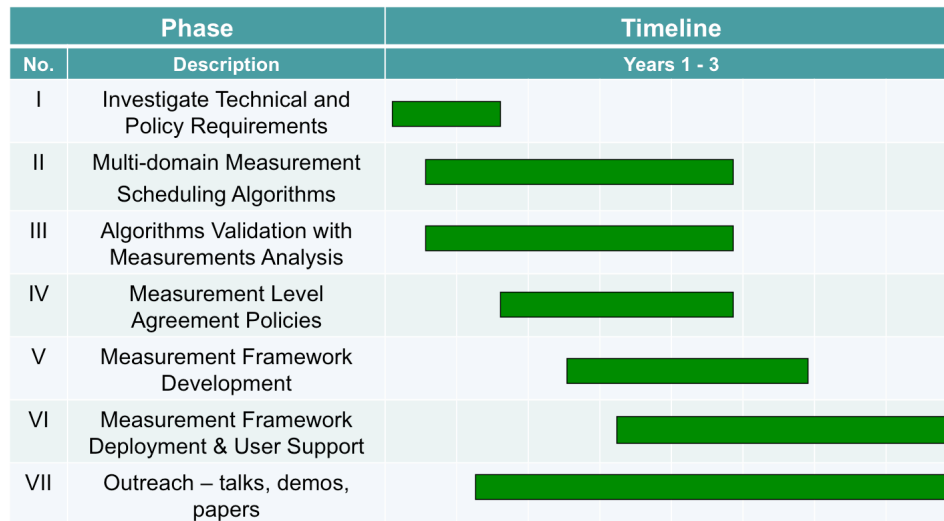 Phase
Timeline
No.
Description
Years 1 - 3
I
Investigate Technical and
Policy Requirements
II
Multi-domain Measurement
Scheduling Algorithms
III
Algorithms Validation with
Measurements Analysis
IV
Measurement Level
Agreement Policies
V
Measurement Framework
Development
VI
Measurement Framework
Deployment & User Support
VII
Outreach – talks, demos,
papers